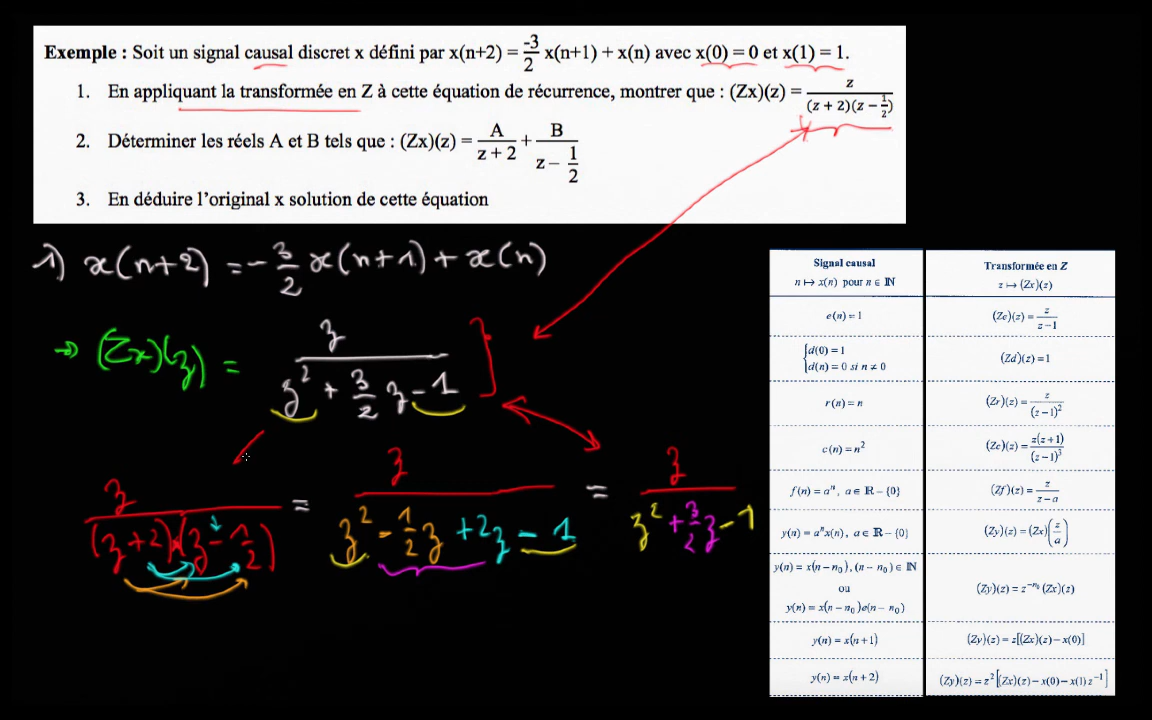 Exemple : Soit un signal causal discret x défini par x(n+2) = -3/2 x(n+1) + x(n) avec x(0) = 0 et x(1) = 1.
1. En appliquant la transformée en Z à cette équation de récurrence, montrer que : (Zx)(z) = z/((z + 2)(z − 1/2))
2. Déterminer les réels A et B tels que : (Zx)(z) = A/(z + 2) + B/(z − 1/2)
3. En déduire l'original x solution de cette équation
1) x(n+2) = -3/2 x(n+1) + x(n)
→ (Zx)(z) = z/(z² + 3/2 z - 1)
z/((z+2)×(z - 1/2)) = z/(z² - 1/2 z + 2z - 1) = z/(z² + 3/2 z - 1)
Signal causal | Transformée en Z
n ↦ x(n) pour n ∈ ℕ | z ↦ (Zx)(z)
e(n) = 1 | (Ze)(z) = z/(z−1)
{d(0) = 1
d(n) = 0 si n ≠ 0 | (Zd)(z) = 1
r(n) = n | (Zr)(z) = z/(z−1)²
c(n) = n² | (Zc)(z) = z(z+1)/(z−1)³
f(n) = aⁿ, a ∈ ℝ − {0} | (Zf)(z) = z/(z−a)
y(n) = aⁿx(n), a ∈ ℝ − {0} | (Zy)(z) = (Zx)(z/a)
y(n) = x(n − n₀), (n − n₀) ∈ ℕ
ou | (Zy)(z) = z^(−n₀) (Zx)(z)
y(n) = x(n − n₀)e(n − n₀)
y(n) = x(n+1) | (Zy)(z) = z[(Zx)(z) − x(0)]
y(n) = x(n+2) | (Zy)(z) = z²[(Zx)(z) − x(0) − x(1)z⁻¹]